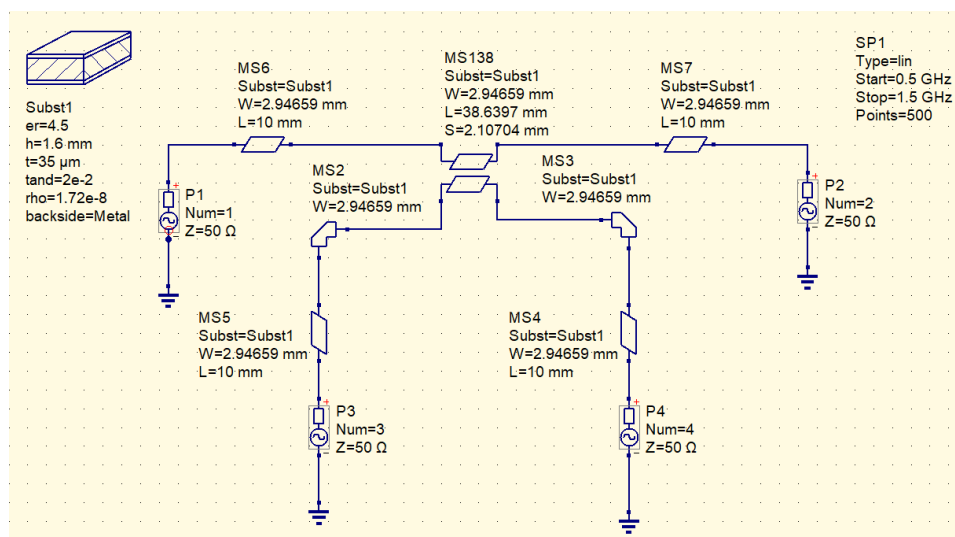 MS138
Subst=Subst1
W=2.94659 mm
L=38.6397 mm
S=2.10704 mm
SP1
Type=lin
Start=0.5 GHz
Stop=1.5 GHz
Points=500
MS6
Subst=Subst1
W=2.94659 mm
L=10 mm
MS7
Subst=Subst1
W=2.94659 mm
L=10 mm
Subst1
er=4.5
h=1.6 mm
t=35 µm
tand=2e-2
rho=1.72e-8
backside=Metal
MS2
Subst=Subst1
W=2.94659 mm
MS3
Subst=Subst1
W=2.94659 mm
P1
Num=1
Z=50 Ω
P2
Num=2
Z=50 Ω
MS5
Subst=Subst1
W=2.94659 mm
L=10 mm
MS4
Subst=Subst1
W=2.94659 mm
L=10 mm
P3
Num=3
Z=50 Ω
P4
Num=4
Z=50 Ω